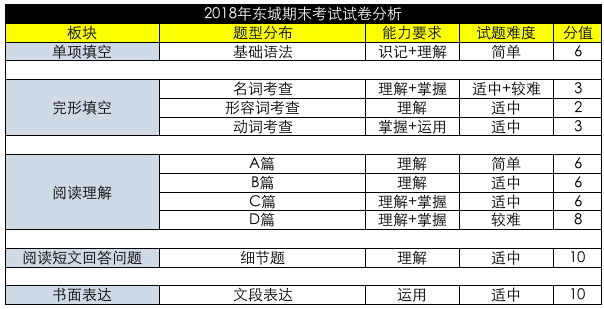 2018年东城期末考试试卷分析
板块 题型分布 能力要求 试题难度 分值
单项填空 基础语法 识记+理解 简单 6
完形填空 名词考查 理解+掌握 适中+较难 3
形容词考查 理解 适中 2
动词考查 掌握+运用 适中 3
阅读理解 A篇 理解 简单 6
B篇 理解 适中 6
C篇 理解+掌握 适中 6
D篇 理解+掌握 较难 8
阅读短文回答问题 细节题 理解 适中 10
书面表达 文段表达 运用 适中 10